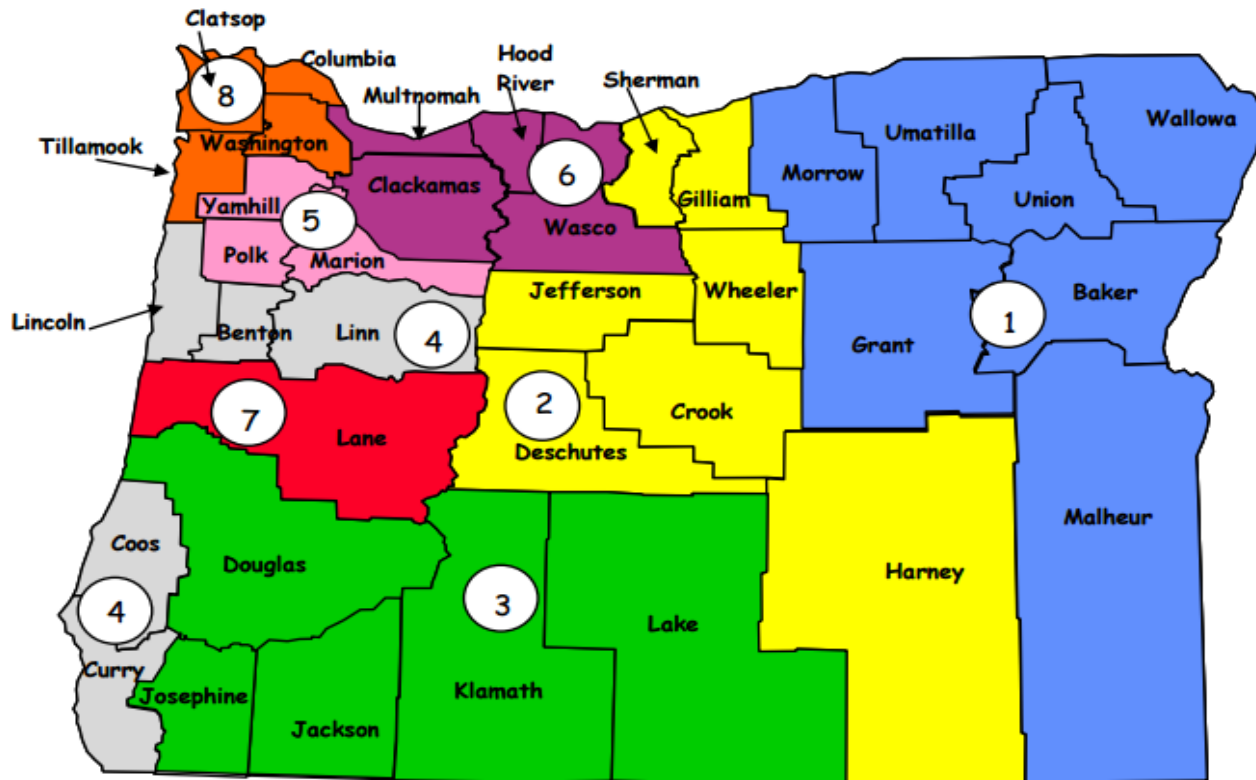 Clatsop
Columbia
Hood
River
Sherman
Multnomah
8
Umatilla
Wallowa
Tillamook
Washington
Clackamas
6
Morrow
Gilliam
Union
Yamhill
5
Wasco
Polk
Marion
Jefferson
Wheeler
Baker
Lincoln
Benton
Linn
4
Grant
1
7
Lane
2
Crook
Deschutes
Coos
Douglas
Malheur
Harney
4
3
Lake
Curry
Josephine
Klamath
Jackson